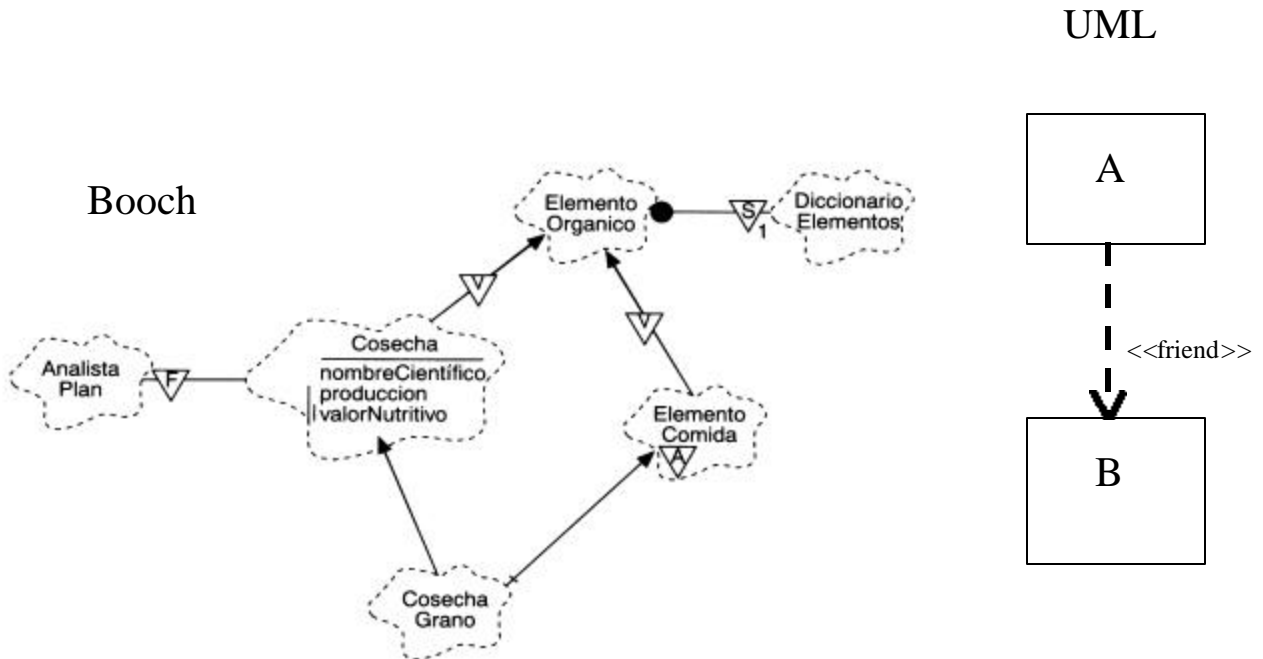 UML
Booch
Elemento
Organico
S
1
Diccionario
Elementos
A
V
V
<<friend>>
Analista
Plan
F
Cosecha
nombreCientífico
produccion
valorNutritivo
Elemento
Comida
A
B
Cosecha
Grano